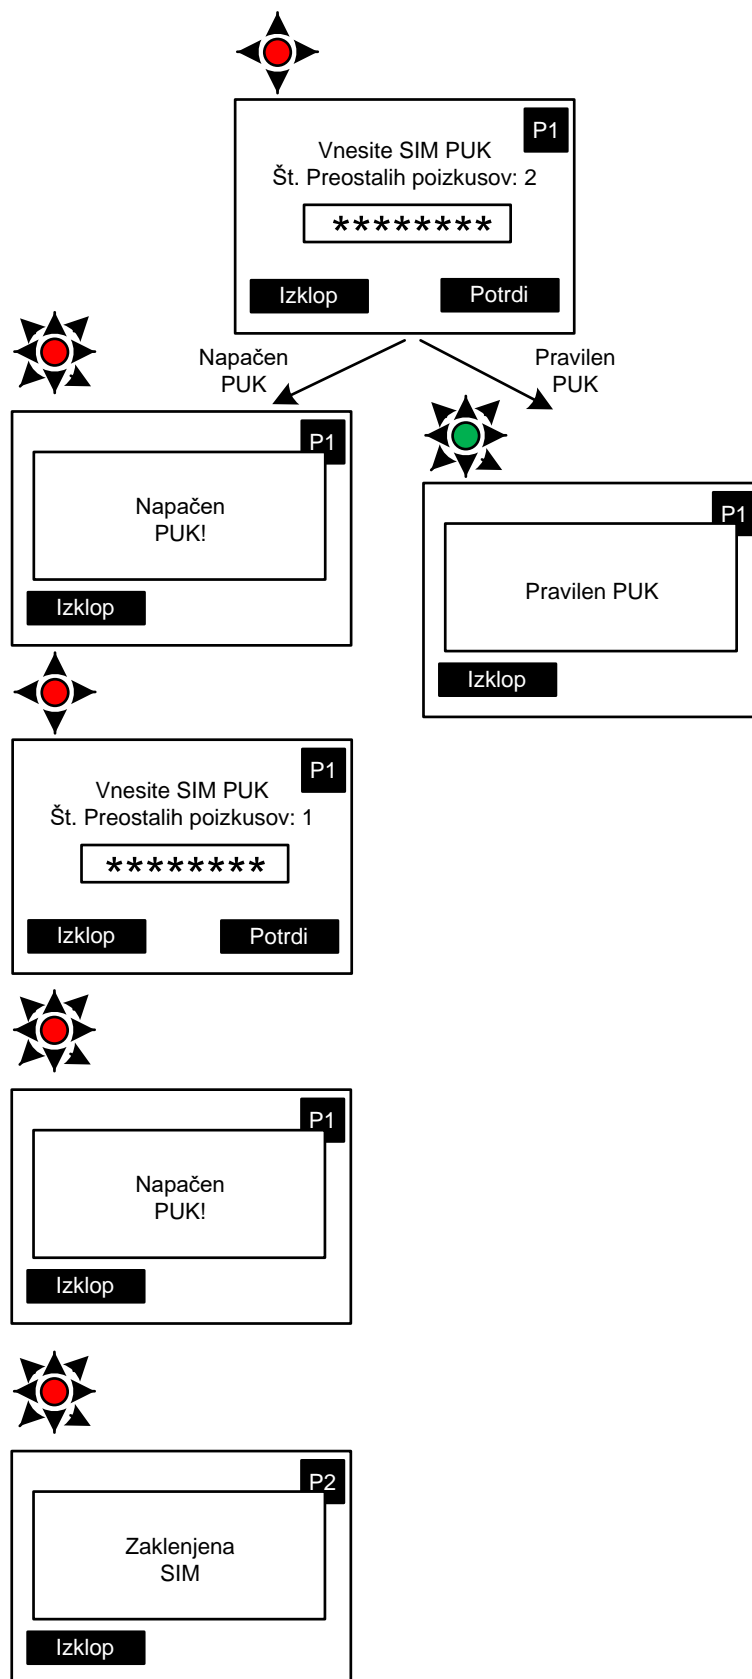 P1
Vnesite SIM PUK
Št. Preostalih poizkusov: 2
********
Izklop
Potrdi
Napačen
PUK
Pravilen
PUK
P1
Napačen
PUK!
Izklop
P1
Pravilen PUK
Izklop
P1
Vnesite SIM PUK
Št. Preostalih poizkusov: 1
********
Izklop
Potrdi
P1
Napačen
PUK!
Izklop
P2
Zaklenjena
SIM
Izklop